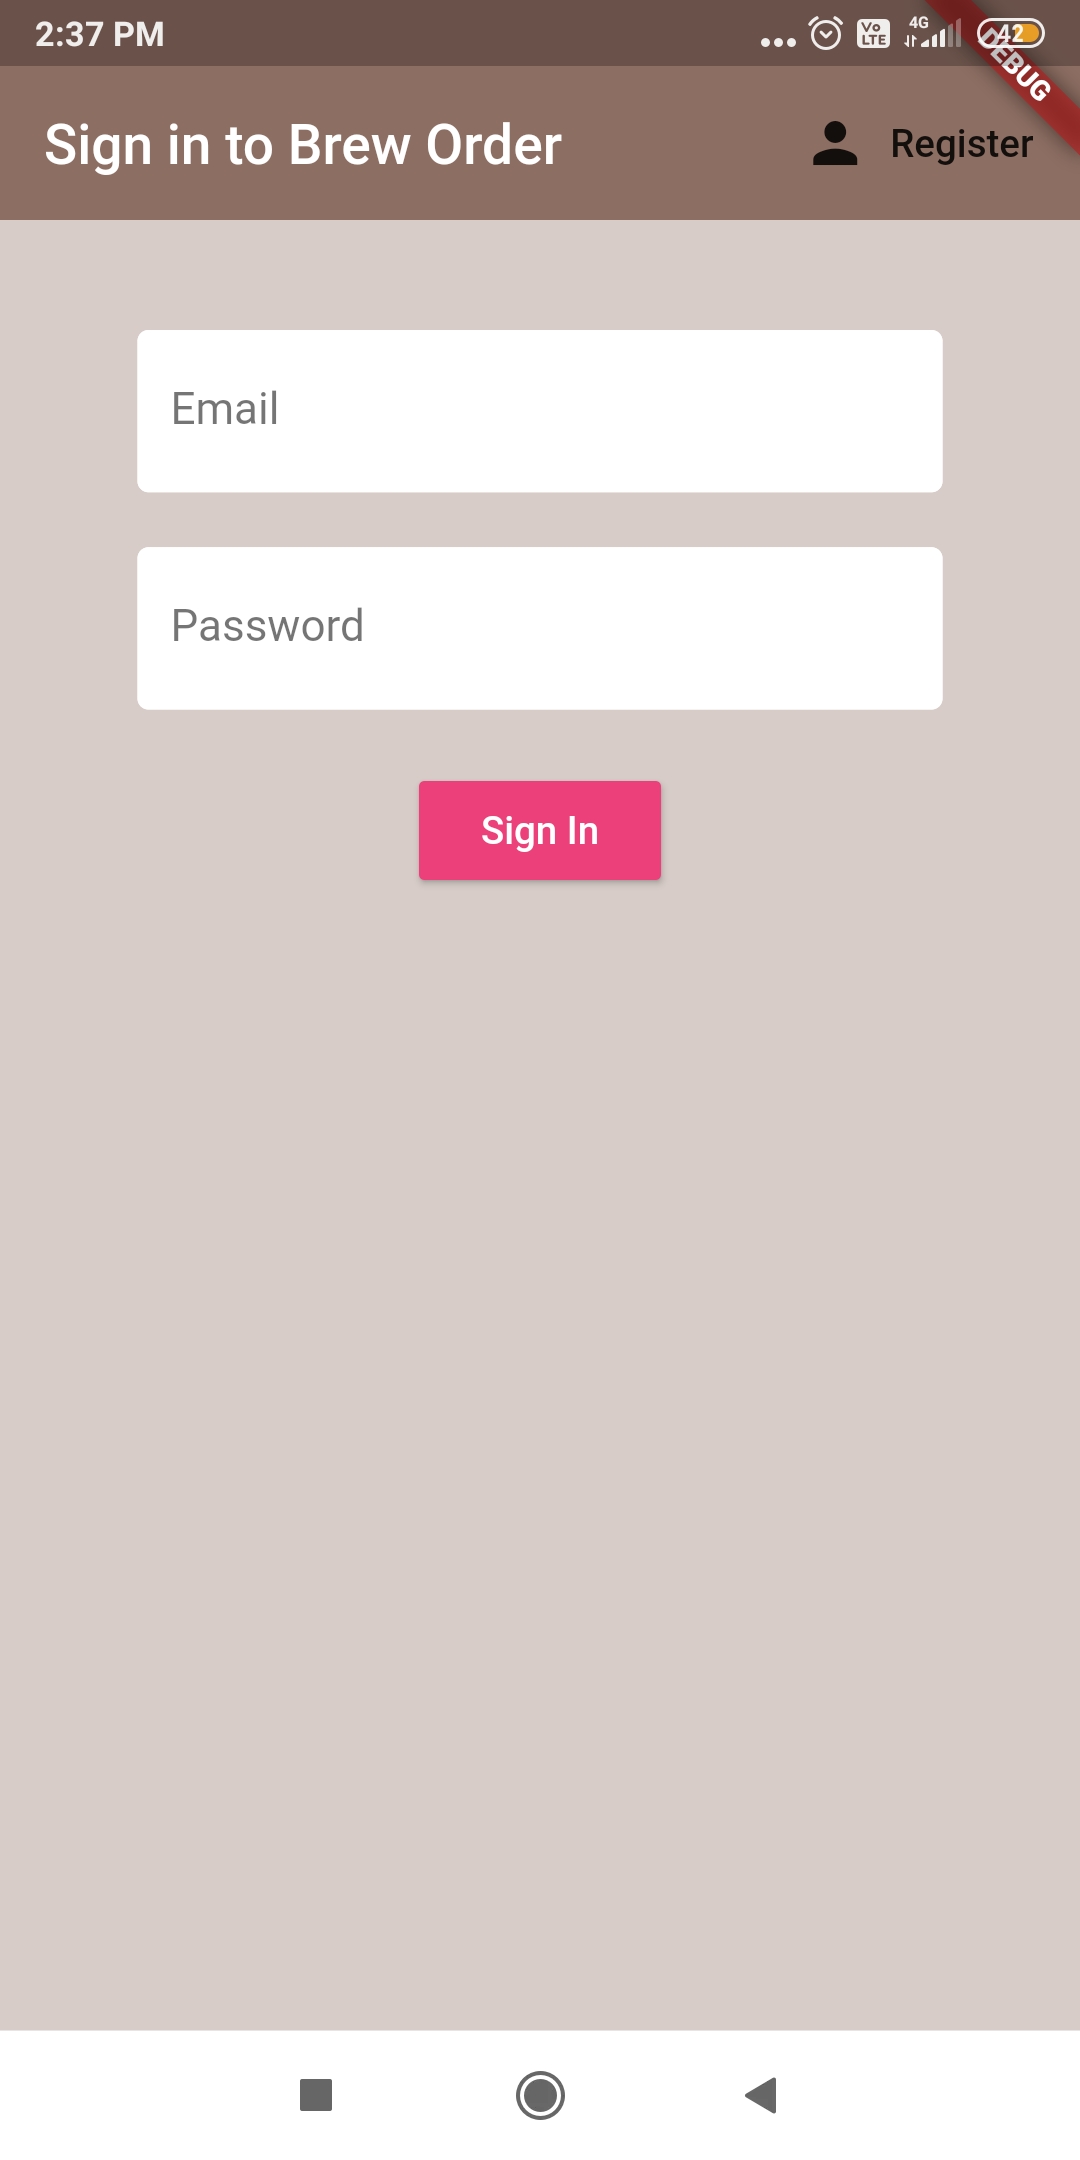 2:37 PM
Vo LTE
4G
42
DEBUG
Sign in to Brew Order
Register
Email
Password
Sign In